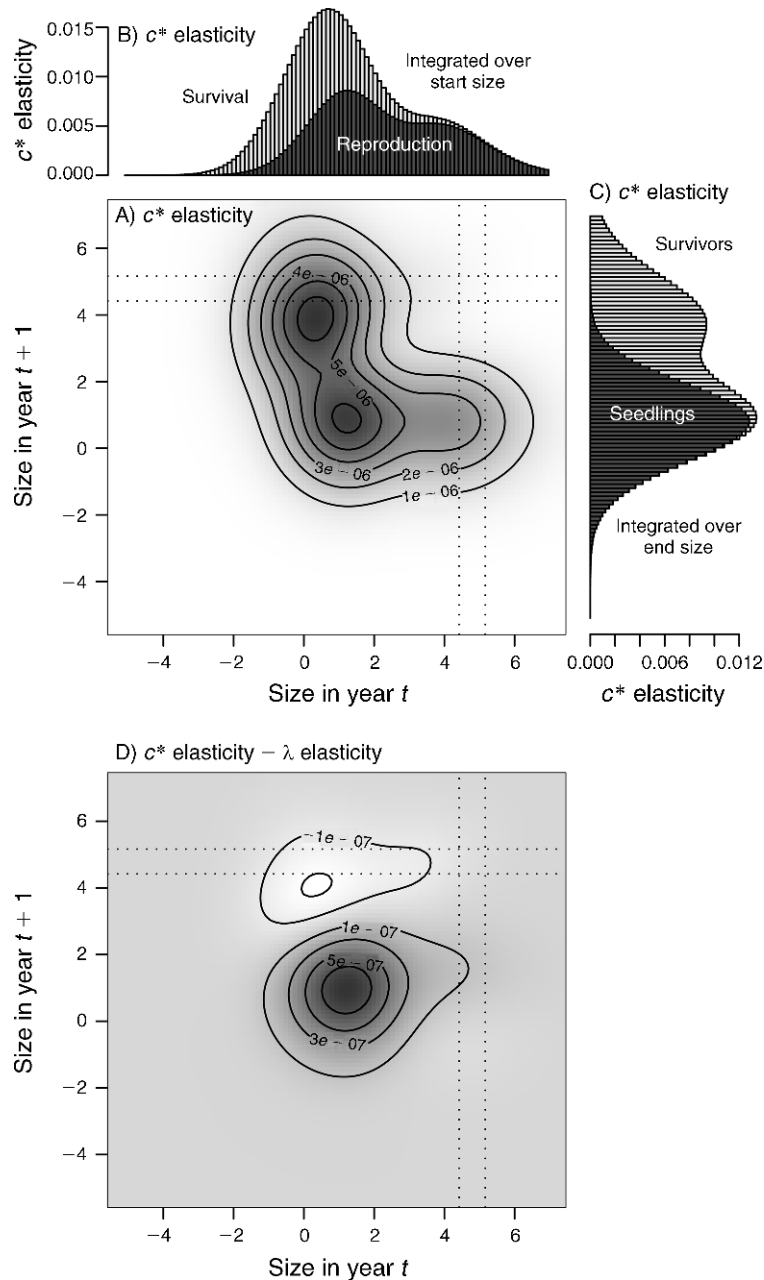 B) c* elasticity
c* elasticity
0.015
0.010
0.005
0.000
Survival
Integrated over
start size
Reproduction
A) c* elasticity
Size in year t + 1
6
4
2
0
−2
−4
4e − 06
5e − 06
3e − 06
2e − 06
1e − 06
−4
−2
0
2
4
6
Size in year t
C) c* elasticity
Survivors
Seedlings
Integrated over
end size
0.000
0.006
0.012
c* elasticity
D) c* elasticity − λ elasticity
Size in year t + 1
6
4
2
0
−2
−4
−1e − 07
1e − 07
5e − 07
3e − 07
−4
−2
0
2
4
6
Size in year t